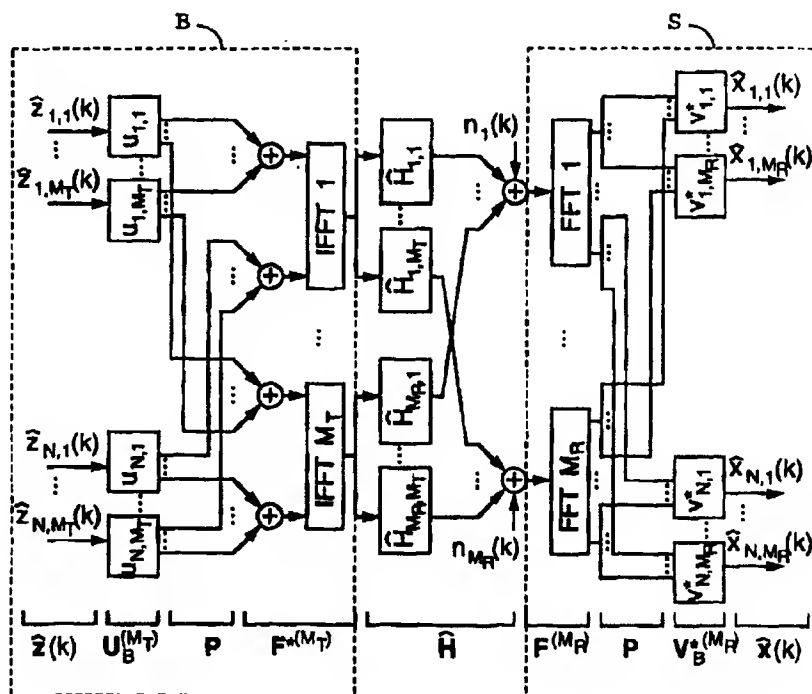 B
S
ẑ1,1(k)
u1,1
ẑ1,MT(k)
u1,MT
IFFT 1
Ĥ1,1
Ĥ1,MT
n1(k)
FFT 1
v*1,1
x̂1,1(k)
v*1,MR
x̂1,MR(k)
ẑN,1(k)
uN,1
ẑN,MT(k)
uN,MT
IFFT MT
ĤMR,1
ĤMR,MT
nMR(k)
FFT MR
v*N,1
x̂N,1(k)
v*N,MR
x̂N,MR(k)
ẑ(k) UB(MT) P F*(MT) Ĥ F(MR) P VB*(MR) x̂(k)